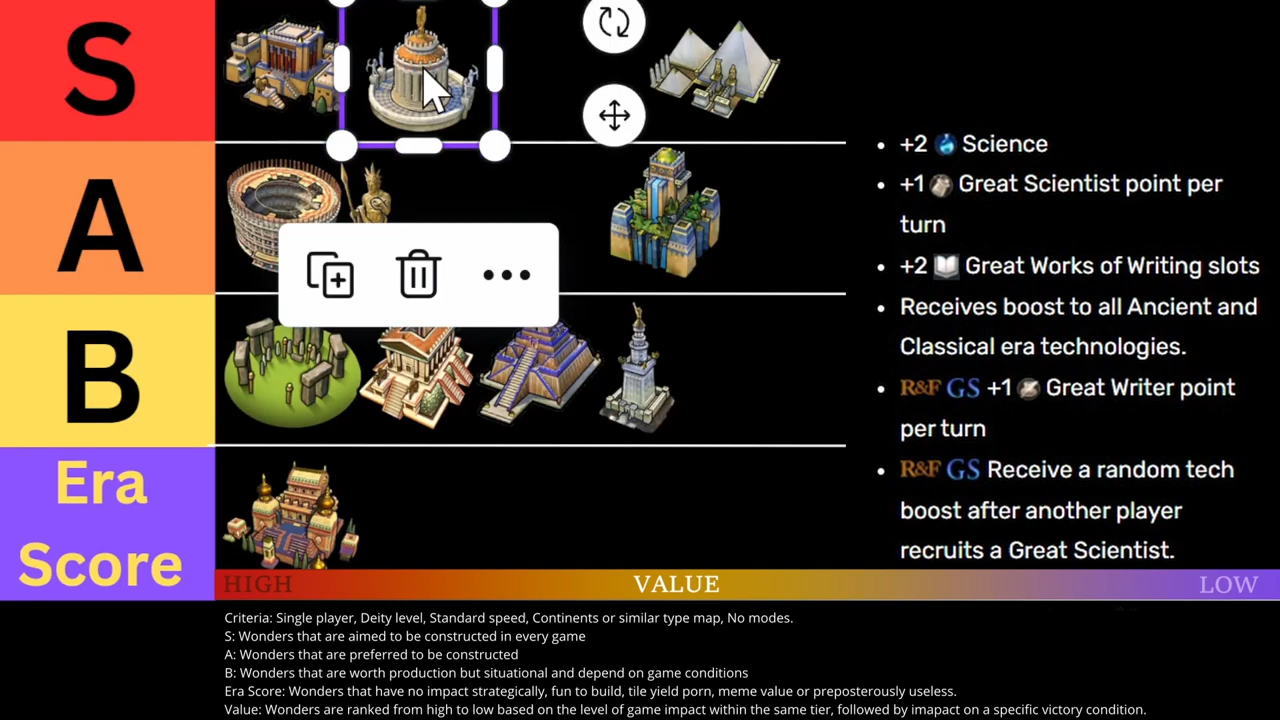 S
A
B
Era
Score
+2 Science
+1 Great Scientist point per
turn
+2 Great Works of Writing slots
Receives boost to all Ancient and
Classical era technologies.
R&F GS +1 Great Writer point
per turn
R&F GS Receive a random tech
boost after another player
recruits a Great Scientist.
HIGH VALUE LOW
Criteria: Single player, Deity level, Standard speed, Continents or similar type map, No modes.
S: Wonders that are aimed to be constructed in every game
A: Wonders that are preferred to be constructed
B: Wonders that are worth production but situational and depend on game conditions
Era Score: Wonders that have no impact strategically, fun to build, tile yield porn, meme value or preposterously useless.
Value: Wonders are ranked from high to low based on the level of game impact within the same tier, followed by imapact on a specific victory condition.